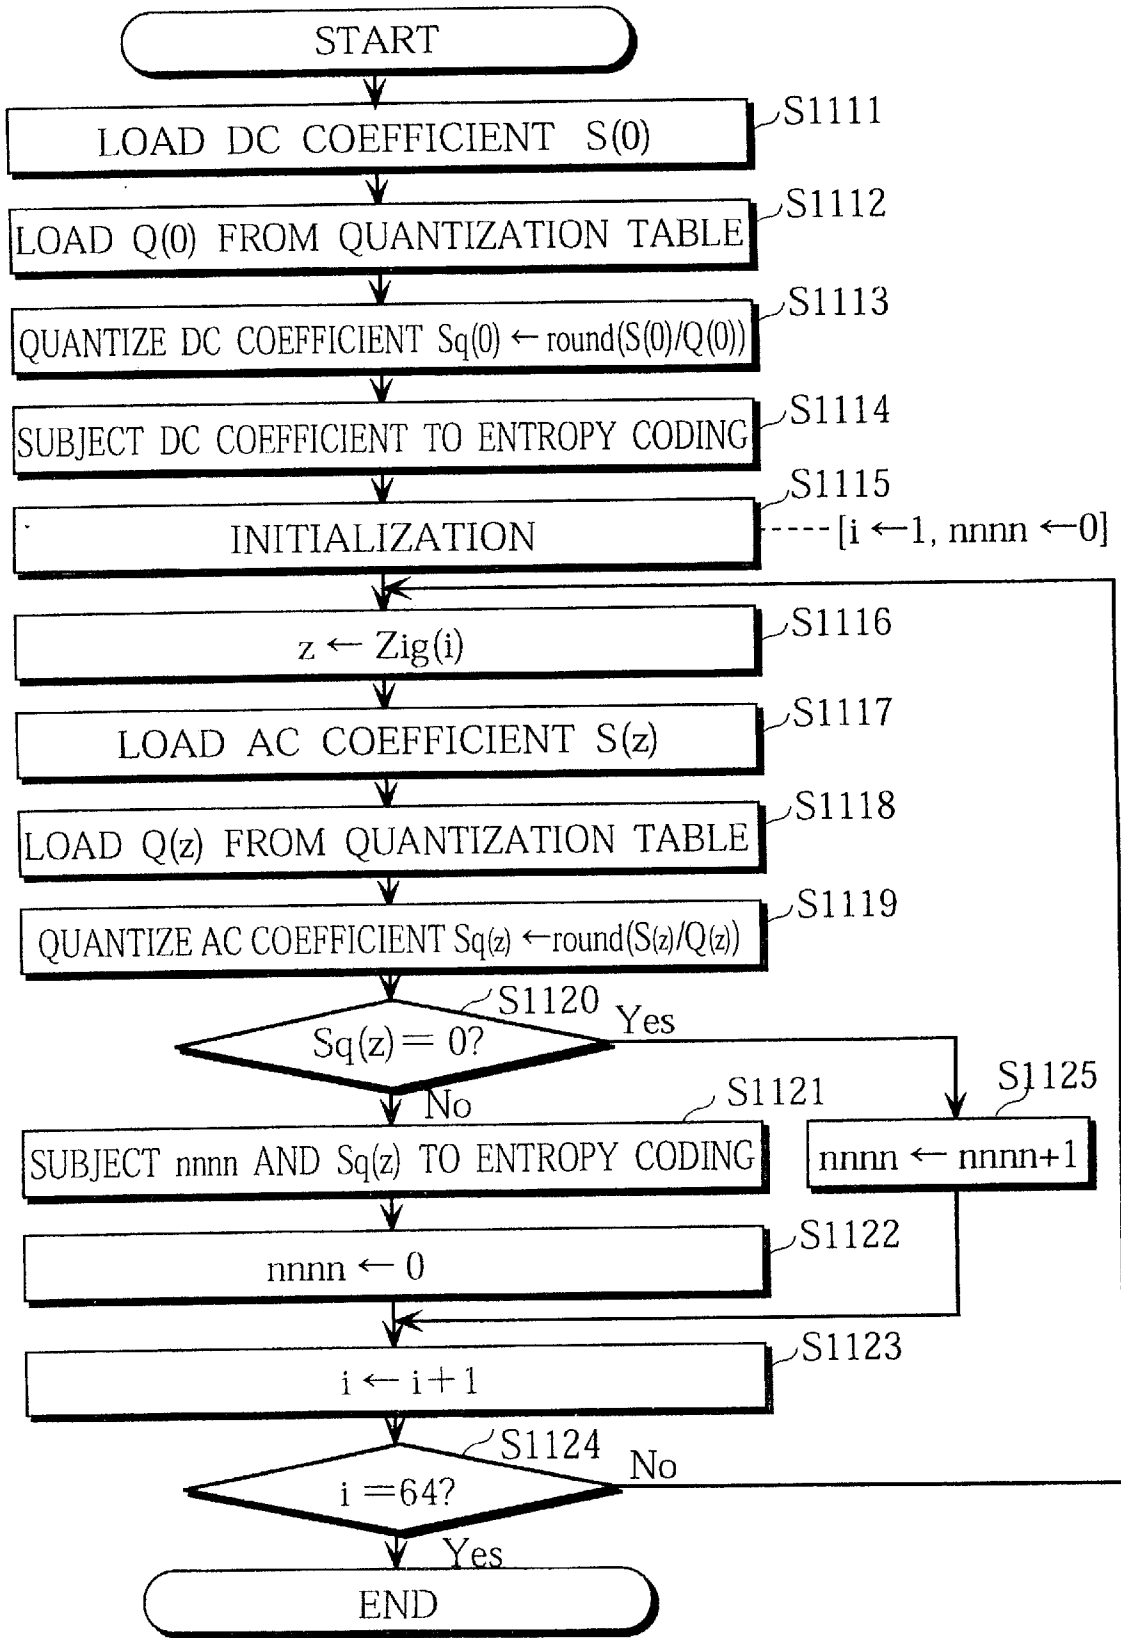 START
S1111
LOAD DC COEFFICIENT S(0)
S1112
LOAD Q(0) FROM QUANTIZATION TABLE
S1113
QUANTIZE DC COEFFICIENT Sq(0) ← round(S(0)/Q(0))
S1114
SUBJECT DC COEFFICIENT TO ENTROPY CODING
S1115
INITIALIZATION
[i ←1, nnnn ←0]
S1116
z ← Zig(i)
S1117
LOAD AC COEFFICIENT S(z)
S1118
LOAD Q(z) FROM QUANTIZATION TABLE
S1119
QUANTIZE AC COEFFICIENT Sq(z) ←round(S(z)/Q(z))
S1120
Sq(z) = 0?
Yes
No
S1121
SUBJECT nnnn AND Sq(z) TO ENTROPY CODING
S1125
nnnn ← nnnn+1
S1122
nnnn ← 0
S1123
i ← i+1
S1124
i =64?
No
Yes
END